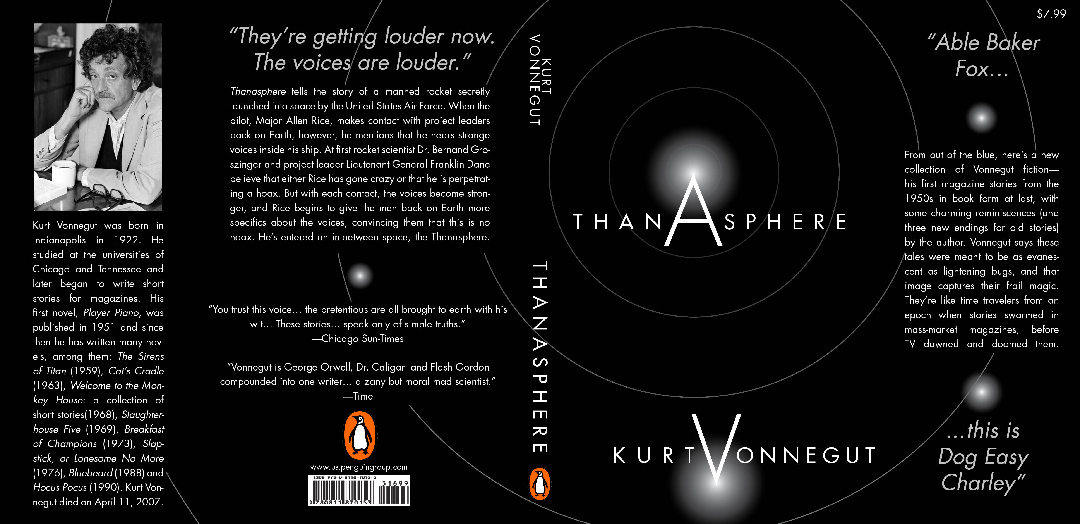 Kurt Vonnegut was born in
Indianapolis in 1922. He
studied at the universities of
Chicago and Tennessee and
later began to write short
stories for magazines. His
first novel, Player Piano, was
published in 1951 and since
then he has written many nov-
els, among them: The Sirens
of Titan (1959), Cat's Cradle
(1963), Welcome to the Mon-
key House: a collection of
short stories(1968), Slaughter-
house Five (1969), Breakfast
of Champions (1973), Slap-
stick, or Lonesome No More
(1976), Bluebeard (1988) and
Hocus Pocus (1990). Kurt Von-
negut died on April 11, 2007.
"They're getting louder now.
The voices are louder."
Thanasphere tells the story of a manned rocket secretly
launched into space by the United States Air Force. When the
pilot, Major Allen Rice, makes contact with project leaders
back on Earth, however, he mentions that he hears strange
voices inside his ship. At first rocket scientist Dr. Bernard Gro-
szinger and project leader Lieutenant General Franklin Dane
believe that either Rice has gone crazy or that he is perpetrat-
ing a hoax. But with each contact, the voices become stron-
ger, and Rice begins to give the men back on Earth more
specifics about the voices, convincing them that this is no
hoax. He's entered an in-between space, the Thanasphere.
"You trust this voice... the pretentious are all brought to earth with his
wit... These stories... speak only of simple truths."
—Chicago Sun-Times
"Vonnegut is George Orwell, Dr. Caligari and Flash Gordon
compounded into one writer... a zany but moral mad scientist."
—Time
www.us.penguingroup.com
KURT
VONNEGUT
THANASPHERE
THANASPHERE
KURT VONNEGUT
$7.99
"Able Baker
Fox...
From out of the blue, here's a new
collection of Vonnegut fiction—
his first magazine stories from the
1950s in book form at last, with
some charming reminiscences (and
three new endings for old stories)
by the author. Vonnegut says these
tales were meant to be as evanes-
cent as lightening bugs, and that
image captures their frail magic.
They're like time travelers from an
epoch when stories swarmed in
mass-market magazines, before
TV dawned and doomed them.
...this is
Dog Easy
Charley"